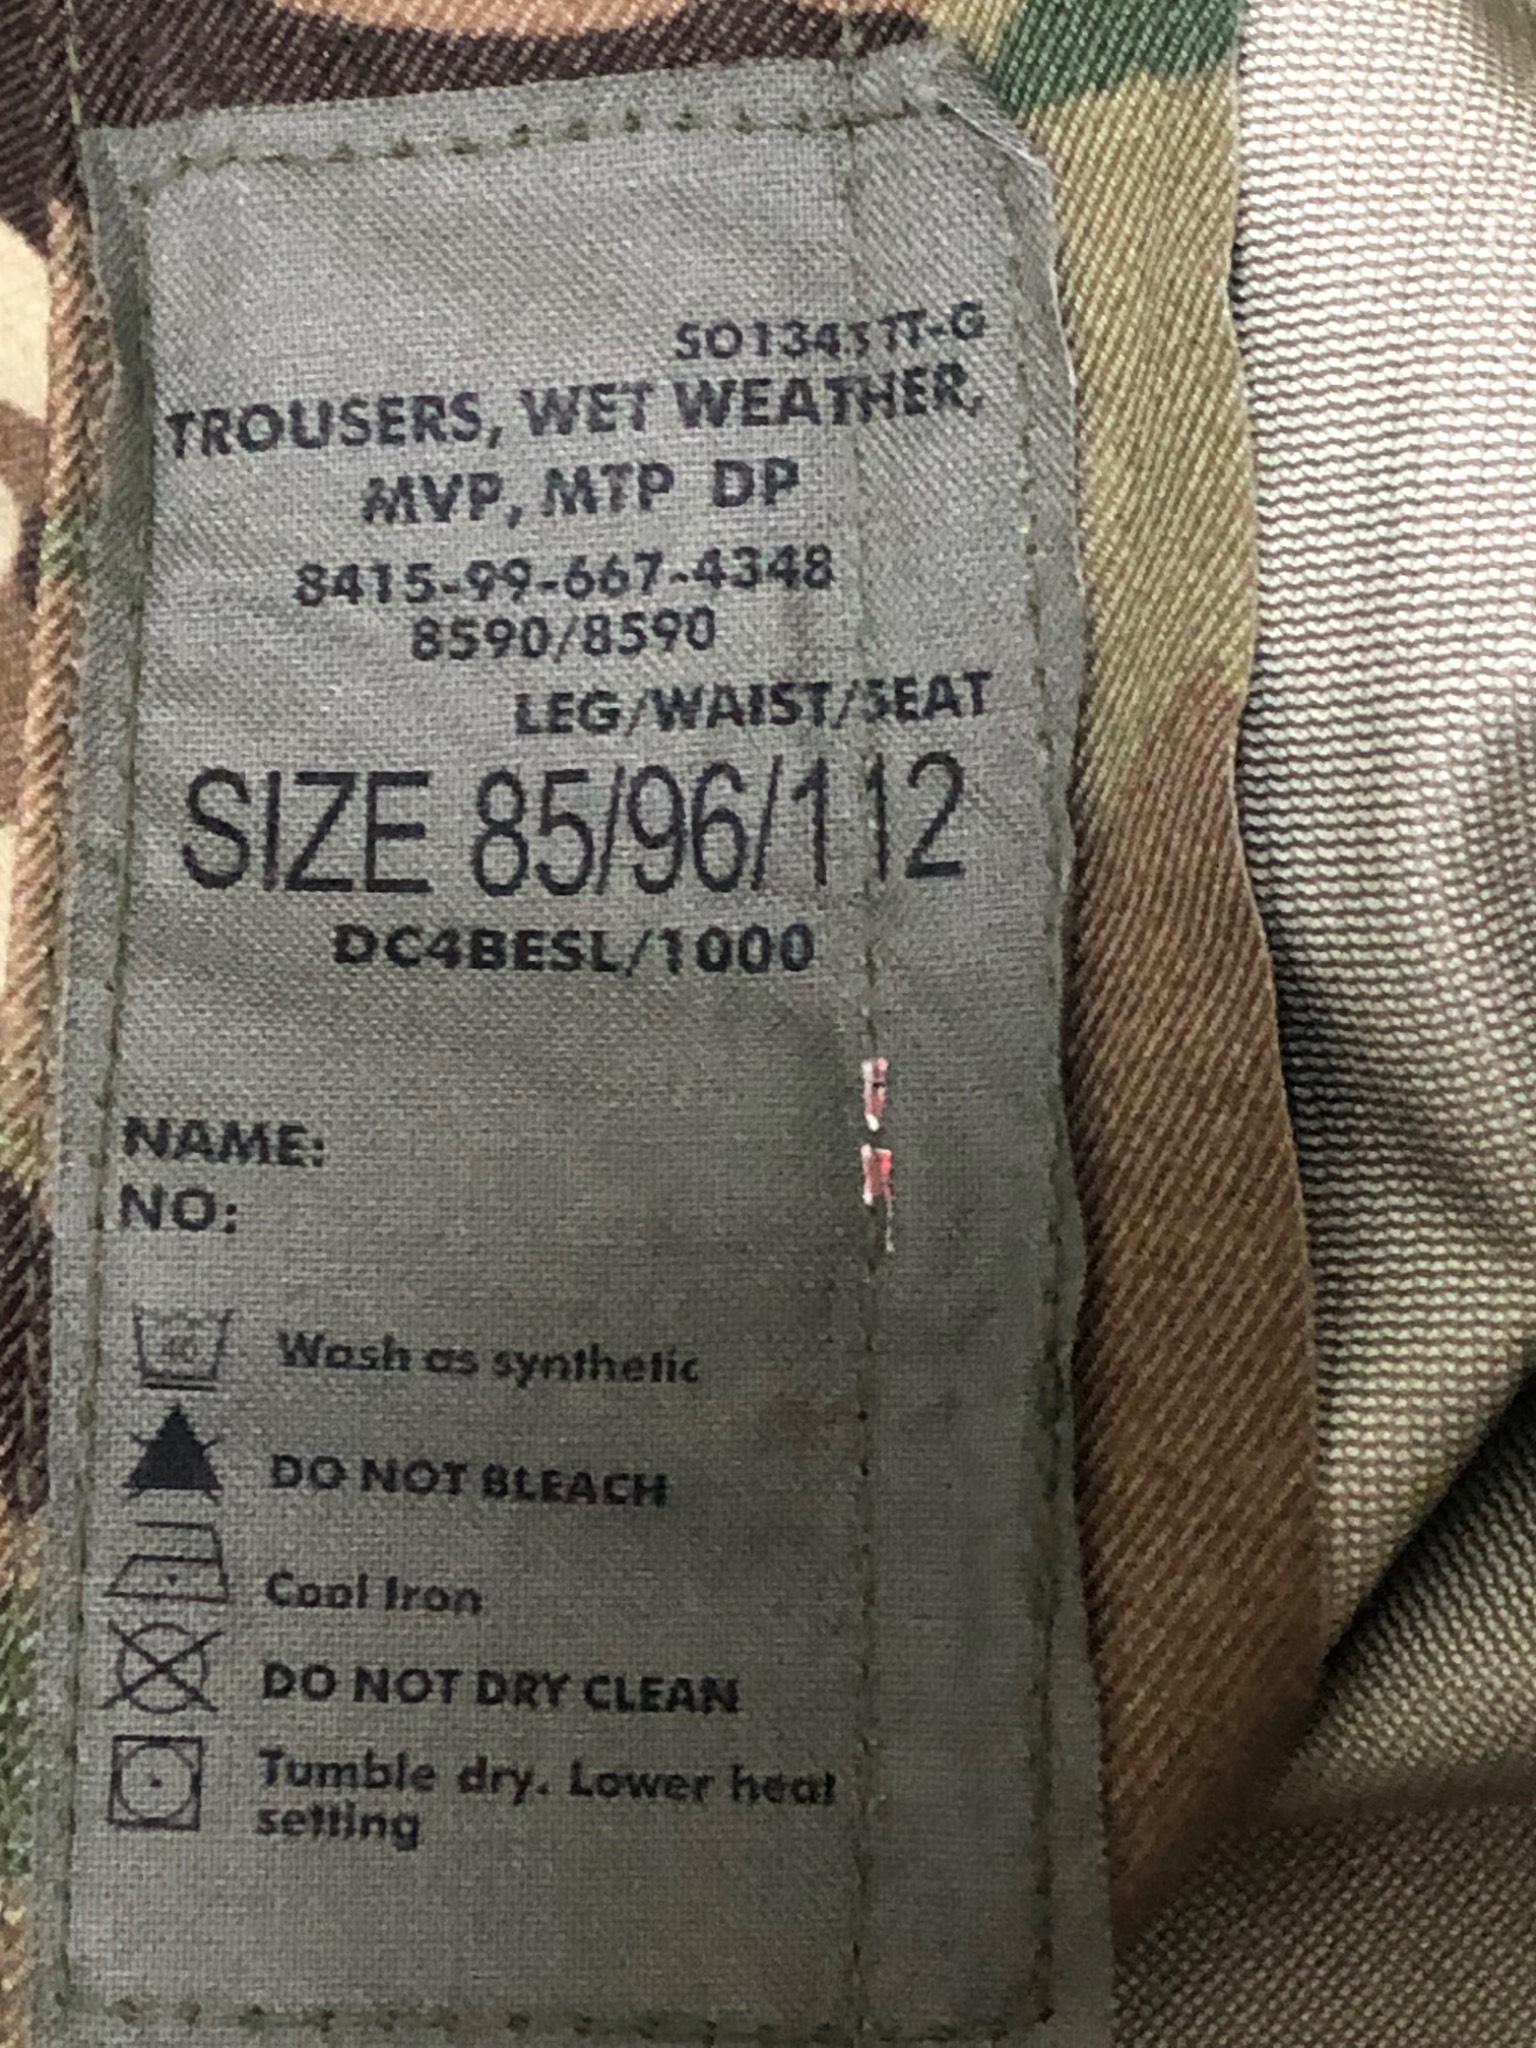 TROUSERS, WET WEATHER,
MVP, MTP DP
8415-99-667-4348
8590/8590
LEG/WAIST/SEAT
SIZE 85/96/112
DC4BESL/1000
NAME:
NO:
40 Wash as synthetic
DO NOT BLEACH
Cool Iron
DO NOT DRY CLEAN
Tumble dry. Lower heat
setting